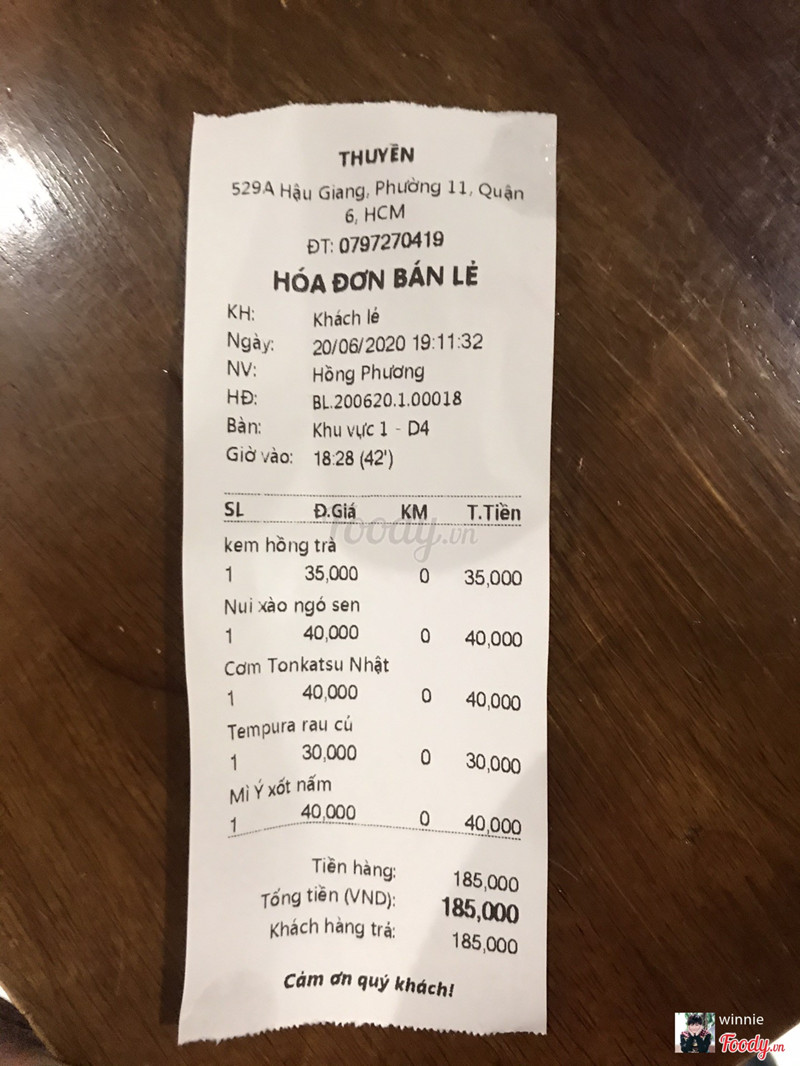 THUYỀN
529A Hậu Giang, Phường 11, Quận
6, HCM
ĐT: 0797270419
HÓA ĐƠN BÁN LẺ
KH: Khách lẻ
Ngày: 20/06/2020 19:11:32
NV: Hồng Phương
HĐ: BL.200620.1.00018
Bàn: Khu vực 1 - D4
Giờ vào: 18:28 (42')
SL Đ.Giá KM T.Tiền
foody.vn
kem hồng trà
1 35,000 0 35,000
Nui xào ngó sen
1 40,000 0 40,000
Cơm Tonkatsu Nhật
1 40,000 0 40,000
Tempura rau củ
1 30,000 0 30,000
Mì Ý xốt nấm
1 40,000 0 40,000
Tiền hàng: 185,000
Tổng tiền (VND): 185,000
Khách hàng trả: 185,000
Cảm ơn quý khách!
winnie
Foody.vn